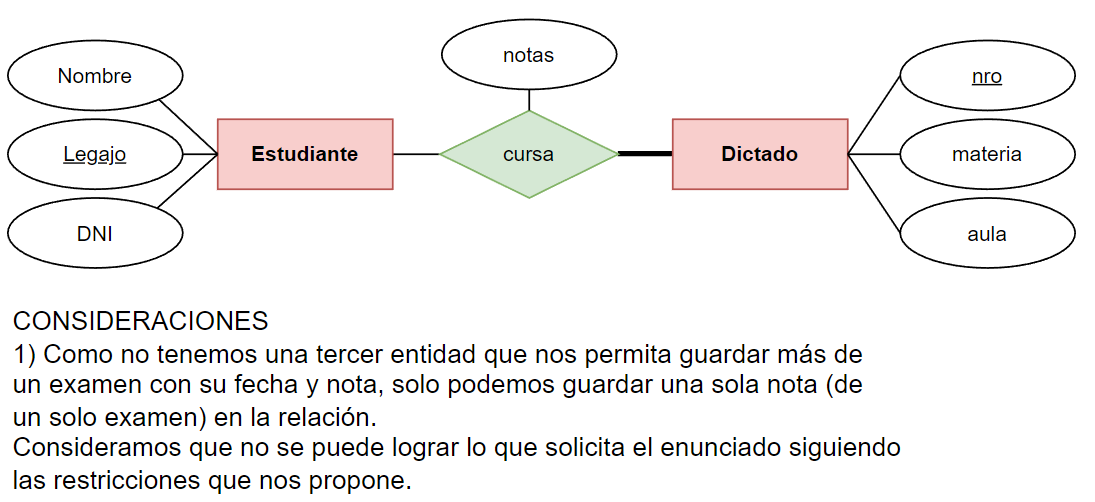 notas
Nombre
nro
Legajo
Estudiante
cursa
Dictado
materia
DNI
aula
CONSIDERACIONES
1) Como no tenemos una tercer entidad que nos permita guardar más de
un examen con su fecha y nota, solo podemos guardar una sola nota (de
un solo examen) en la relación.
Consideramos que no se puede lograr lo que solicita el enunciado siguiendo
las restricciones que nos propone.